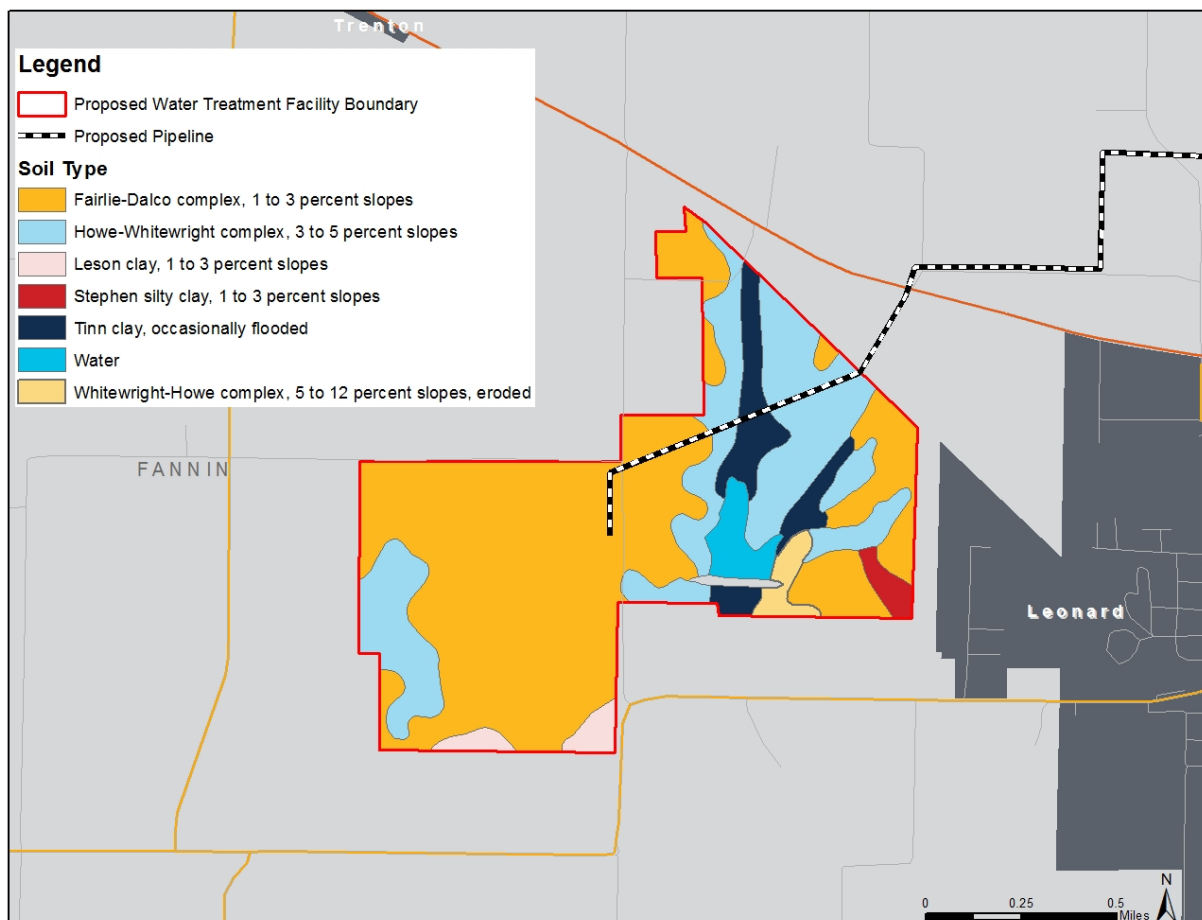 Trenton
Legend
Proposed Water Treatment Facility Boundary
Proposed Pipeline
Soil Type
Fairlie-Dalco complex, 1 to 3 percent slopes
Howe-Whitewright complex, 3 to 5 percent slopes
Leson clay, 1 to 3 percent slopes
Stephen silty clay, 1 to 3 percent slopes
Tinn clay, occasionally flooded
Water
Whitewright-Howe complex, 5 to 12 percent slopes, eroded
FANNIN
Leonard
N
0 0.25 0.5
Miles